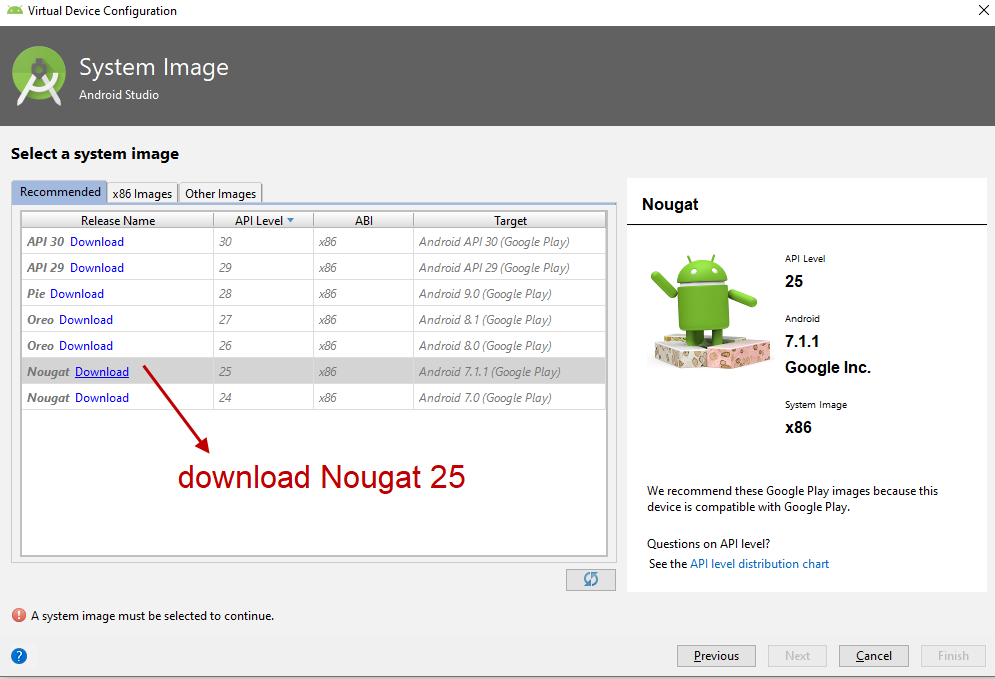 Virtual Device Configuration
System Image
Android Studio
Select a system image
Recommended x86 Images Other Images
Release Name API Level ABI Target
API 30 Download 30 x86 Android API 30 (Google Play)
API 29 Download 29 x86 Android API 29 (Google Play)
Pie Download 28 x86 Android 9.0 (Google Play)
Oreo Download 27 x86 Android 8.1 (Google Play)
Oreo Download 26 x86 Android 8.0 (Google Play)
Nougat Download 25 x86 Android 7.1.1 (Google Play)
Nougat Download 24 x86 Android 7.0 (Google Play)
download Nougat 25
Nougat
API Level
25
Android
7.1.1
Google Inc.
System Image
x86
We recommend these Google Play images because this
device is compatible with Google Play.
Questions on API level?
See the API level distribution chart
A system image must be selected to continue.
? Previous Next Cancel Finish